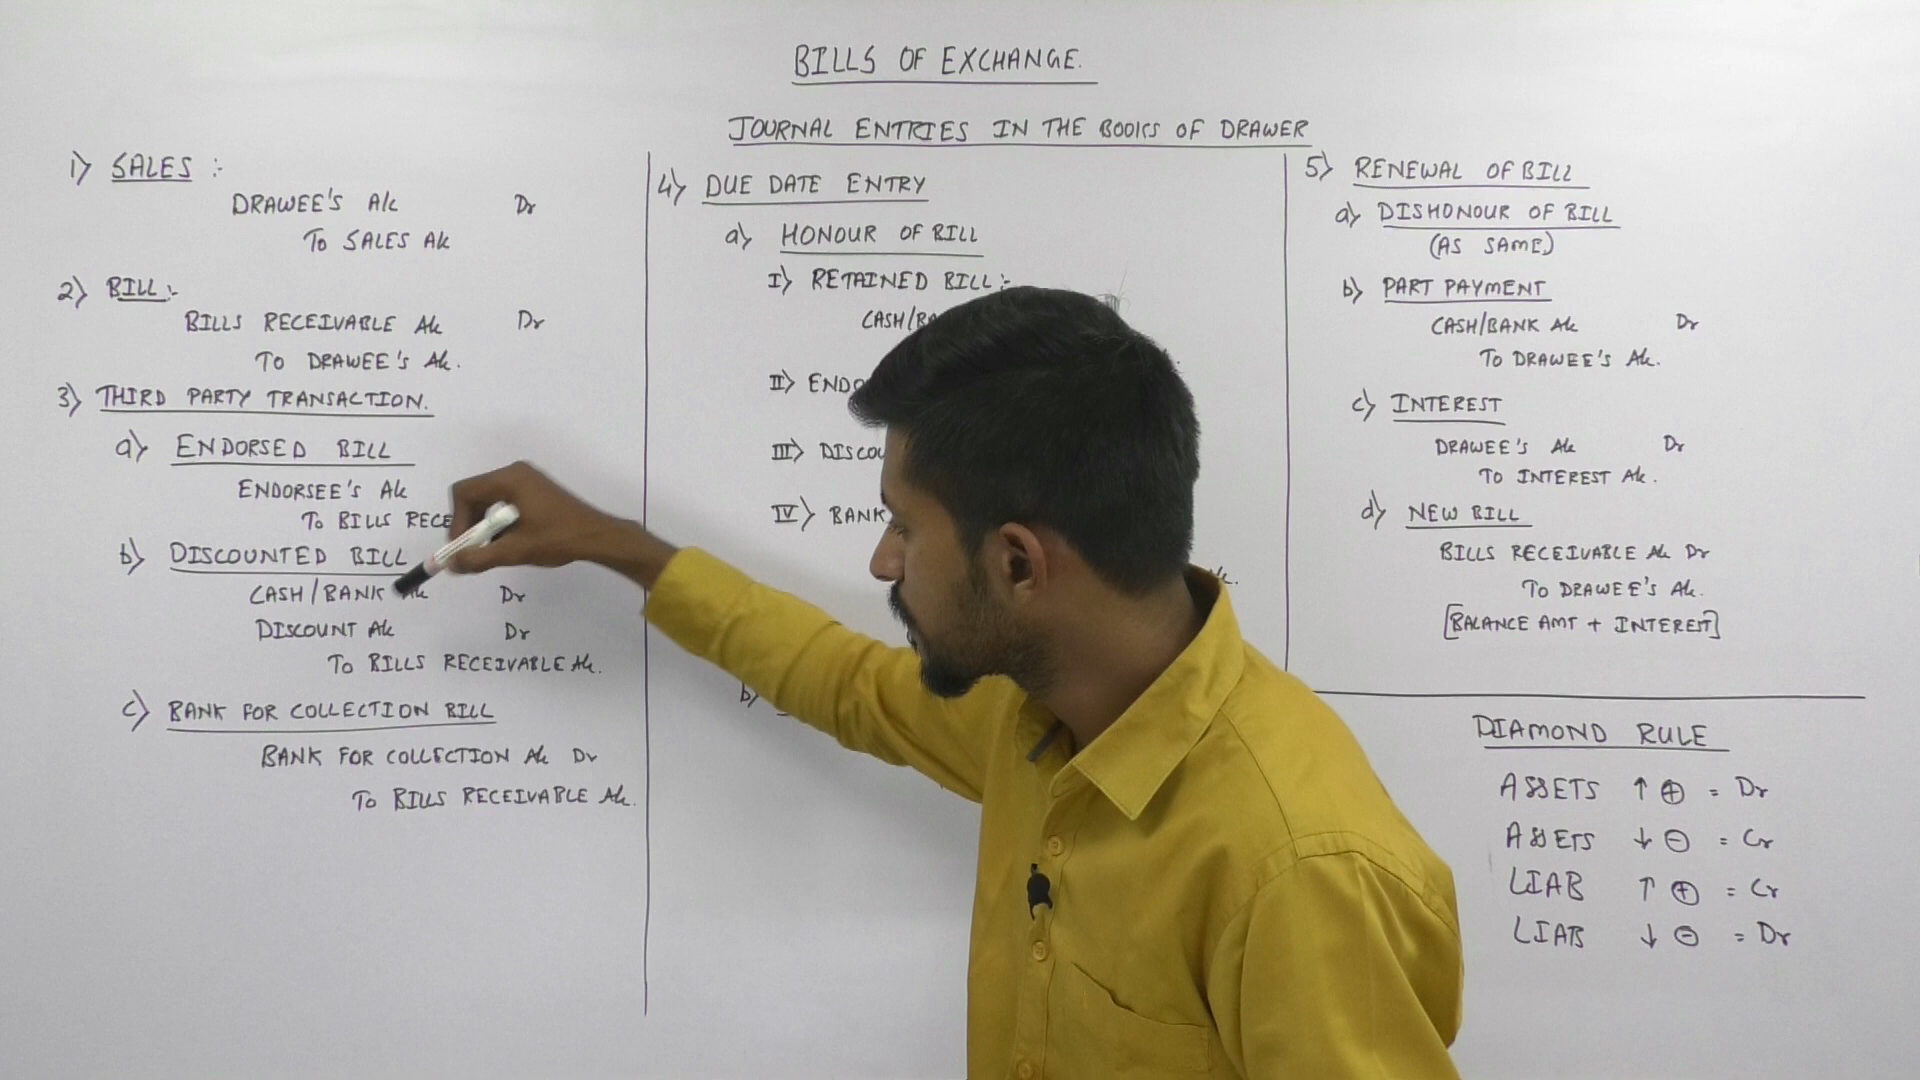 BILLS OF EXCHANGE.
JOURNAL ENTRIES IN THE BOOKS OF DRAWER
1) SALES :-
DRAWEE'S A/c Dr
To SALES A/c
2) BILL :-
BILLS RECEIVABLE A/c Dr
TO DRAWEE'S A/c.
3) THIRD PARTY TRANSACTION.
a) ENDORSED BILL
ENDORSEE'S A/c
To BILLS RECE
b) DISCOUNTED BILL
CASH/BANK A/c Dr
DISCOUNT A/c Dr
To BILLS RECEIVABLE A/c.
c) BANK FOR COLLECTION BILL
BANK FOR COLLECTION A/c Dr
To BILLS RECEIVABLE A/c.
4) DUE DATE ENTRY
a) HONOUR OF BILL
I) RETAINED BILL :-
CASH/BA
II) ENDO
III) DISCOU
IV) BANK
b)
5) RENEWAL OF BILL
a) DISHONOUR OF BILL
(AS SAME)
b) PART PAYMENT
CASH/BANK A/c Dr
To DRAWEE'S A/c.
c) INTEREST
DRAWEE'S A/c Dr
To INTEREST A/c.
d) NEW BILL
BILLS RECEIVABLE A/c Dr
To DRAWEE'S A/c.
[BALANCE AMT + INTEREST]
DIAMOND RULE
ASSETS ↑ ⊕ = Dr
ASSETS ↓ ⊖ = Cr
LIAB ↑ ⊕ = Cr
LIAB ↓ ⊖ = Dr